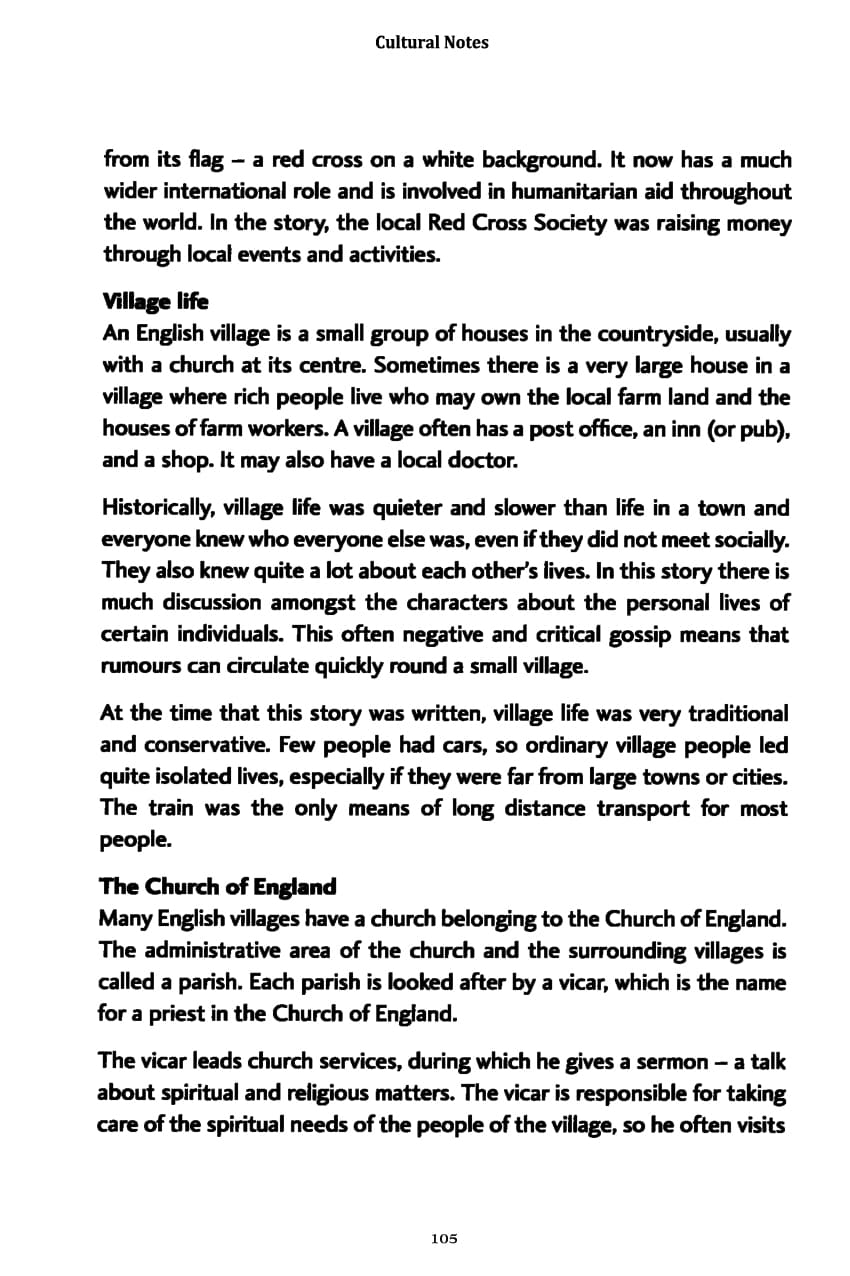 Cultural Notes
from its flag – a red cross on a white background. It now has a much
wider international role and is involved in humanitarian aid throughout
the world. In the story, the local Red Cross Society was raising money
through local events and activities.
Village life
An English village is a small group of houses in the countryside, usually
with a church at its centre. Sometimes there is a very large house in a
village where rich people live who may own the local farm land and the
houses of farm workers. A village often has a post office, an inn (or pub),
and a shop. It may also have a local doctor.
Historically, village life was quieter and slower than life in a town and
everyone knew who everyone else was, even if they did not meet socially.
They also knew quite a lot about each other's lives. In this story there is
much discussion amongst the characters about the personal lives of
certain individuals. This often negative and critical gossip means that
rumours can circulate quickly round a small village.
At the time that this story was written, village life was very traditional
and conservative. Few people had cars, so ordinary village people led
quite isolated lives, especially if they were far from large towns or cities.
The train was the only means of long distance transport for most
people.
The Church of England
Many English villages have a church belonging to the Church of England.
The administrative area of the church and the surrounding villages is
called a parish. Each parish is looked after by a vicar, which is the name
for a priest in the Church of England.
The vicar leads church services, during which he gives a sermon – a talk
about spiritual and religious matters. The vicar is responsible for taking
care of the spiritual needs of the people of the village, so he often visits
105